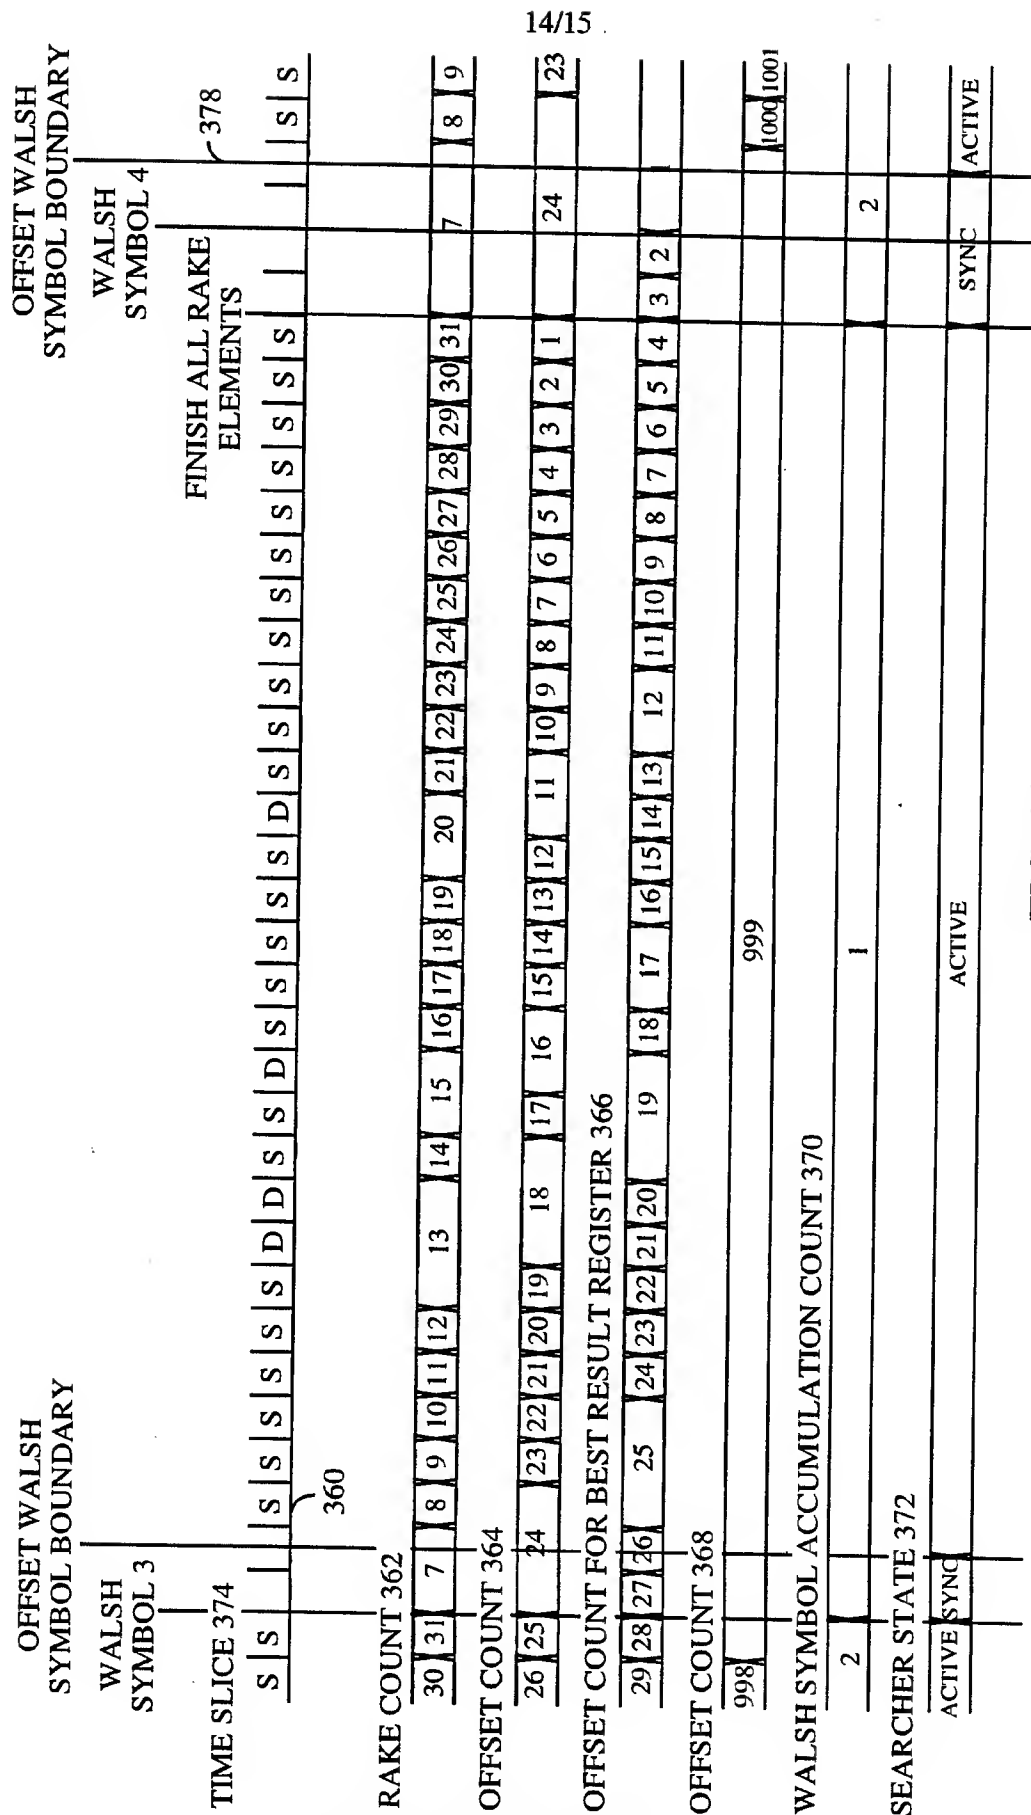 14/15
OFFSET WALSH
SYMBOL BOUNDARY
WALSH
SYMBOL 3
OFFSET WALSH
SYMBOL BOUNDARY
WALSH
SYMBOL 4
FINISH ALL RAKE
ELEMENTS
378
TIME SLICE 374
S S S S S S S S D D S S D S S S S S D S S S S S S S S S S S S S
360
RAKE COUNT 362
30 31 7 8 9 10 11 12 13 14 15 16 17 18 19 20 21 22 23 24 25 26 27 28 29 30 31 7 8 9
OFFSET COUNT 364
26 25 24 23 22 21 20 19 18 17 16 15 14 13 12 11 10 9 8 7 6 5 4 3 2 1 24 23
OFFSET COUNT FOR BEST RESULT REGISTER 366
29 28 27 26 25 24 23 22 21 20 19 18 17 16 15 14 13 12 11 10 9 8 7 6 5 4 3 2
OFFSET COUNT 368
998 999 1000 1001
WALSH SYMBOL ACCUMULATION COUNT 370
2 1 2
SEARCHER STATE 372
ACTIVE SYNC ACTIVE SYNC ACTIVE